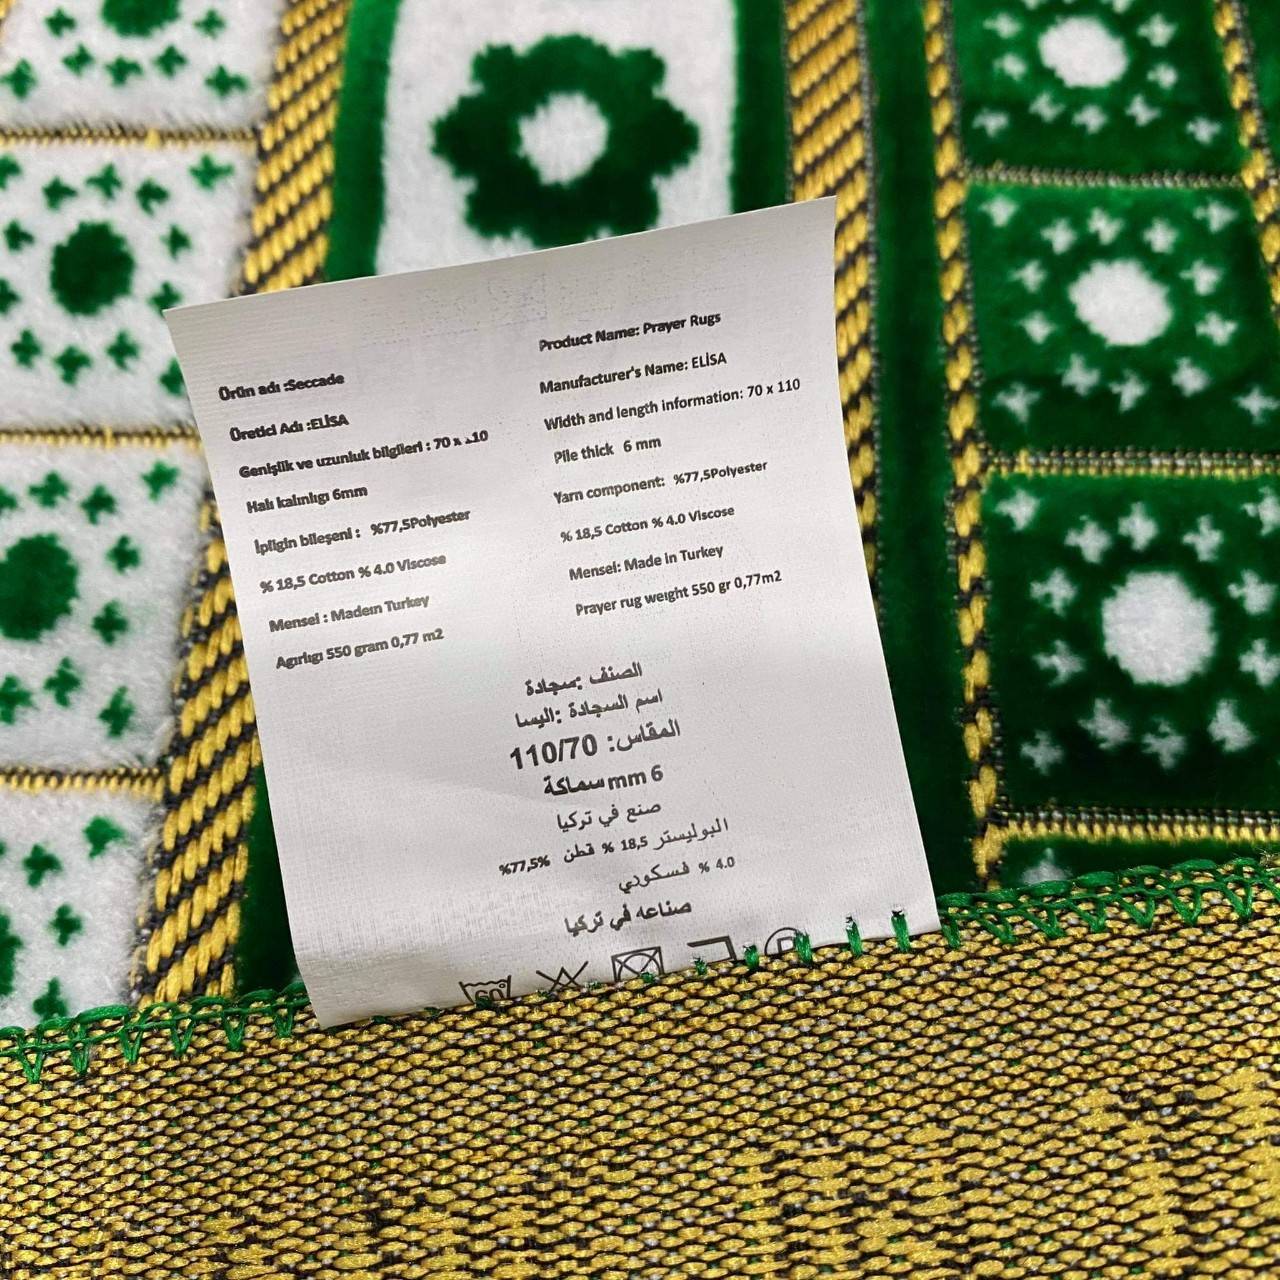 Ürün adı :Seccade
Üretici Adı :ELİSA
Genişlik ve uzunluk bilgileri : 70 x 110
Halı kalınlıgı 6mm
İpligin bileşeni : %77,5Polyester
% 18,5 Cotton % 4.0 Viscose
Mensei : Madeın Turkey
Agırlıgı 550 gram 0,77 m2
Product Name: Prayer Rugs
Manufacturer's Name: ELİSA
Width and length information: 70 x 110
Pile thick 6 mm
Yarn component: %77,5Polyester
% 18,5 Cotton % 4.0 Viscose
Mensei: Made in Turkey
Prayer rug weight 550 gr 0,77m2
الصنف :سجادة
اسم السجادة :اليسا
المقاس: 110/70
6 mm سماكة
صنع في تركيا
البوليستر 18,5 % قطن %77,5%
4.0 % فسكودي
صناعه في تركيا
60°
P